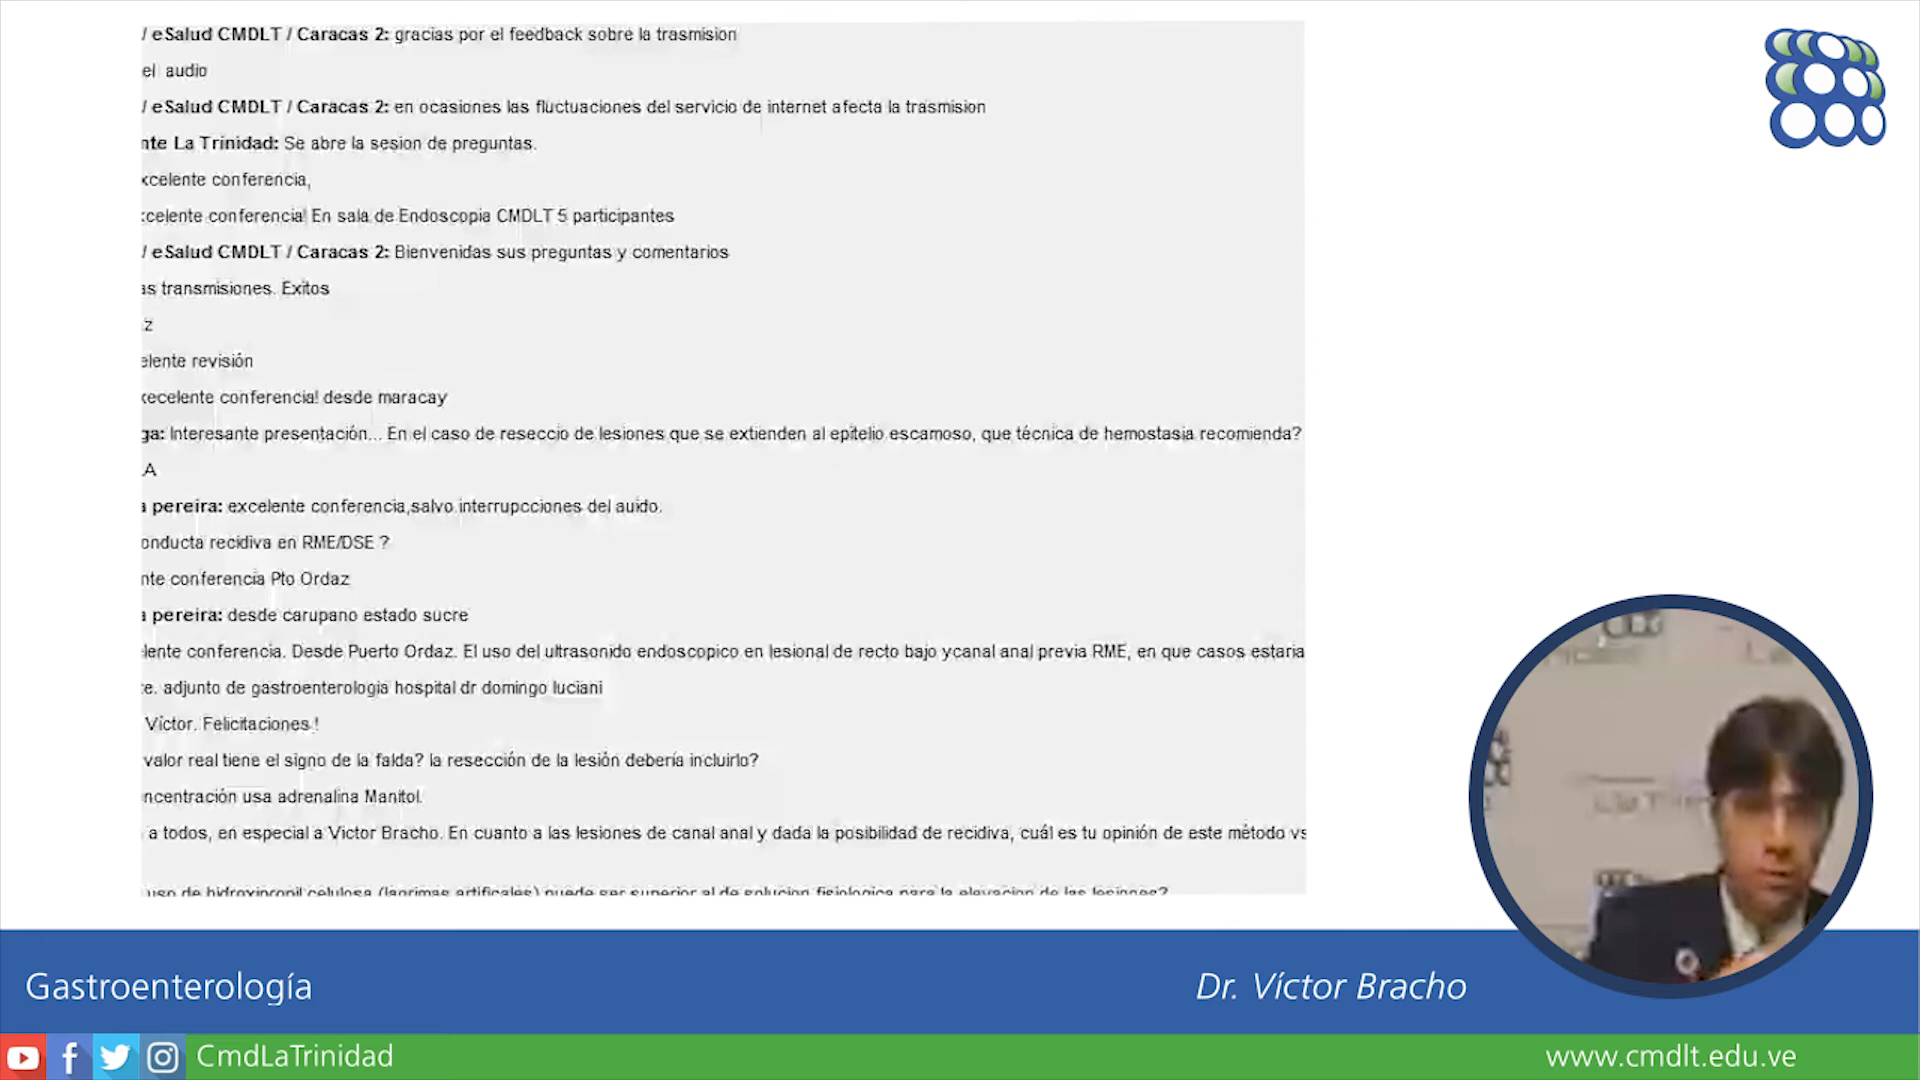 / eSalud CMDLT / Caracas 2: gracias por el feedback sobre la trasmision
el audio
/ eSalud CMDLT / Caracas 2: en ocasiones las fluctuaciones del servicio de internet afecta la trasmision
nte La Trinidad: Se abre la sesion de preguntas.
xcelente conferencia,
celente conferencia! En sala de Endoscopia CMDLT 5 participantes
/ eSalud CMDLT / Caracas 2: Bienvenidas sus preguntas y comentarios
as transmisiones. Exitos
z
elente revisión
xecelente conferencia! desde maracay
ga: Interesante presentación... En el caso de reseccio de lesiones que se extienden al epitelio escamoso, que técnica de hemostasia recomienda?
A
a pereira: excelente conferencia,salvo interrupcciones del auido.
onducta recidiva en RME/DSE ?
nte conferencia Pto Ordaz
a pereira: desde carupano estado sucre
lente conferencia. Desde Puerto Ordaz. El uso del ultrasonido endoscopico en lesional de recto bajo ycanal anal previa RME, en que casos estaria
te. adjunto de gastroenterologia hospital dr domingo luciani
Víctor. Felicitaciones !
valor real tiene el signo de la falda? la resección de la lesión debería incluirlo?
ncentración usa adrenalina Manitol.
a todos, en especial a Victor Bracho. En cuanto a las lesiones de canal anal y dada la posibilidad de recidiva, cuál es tu opinión de este método vs
uso de hidroxipropil celulosa (lagrimas artificales) puede ser superior al de solucion fisiologica para la elevacion de las lesiones?
Gastroenterología
Dr. Víctor Bracho
CmdLaTrinidad
www.cmdlt.edu.ve